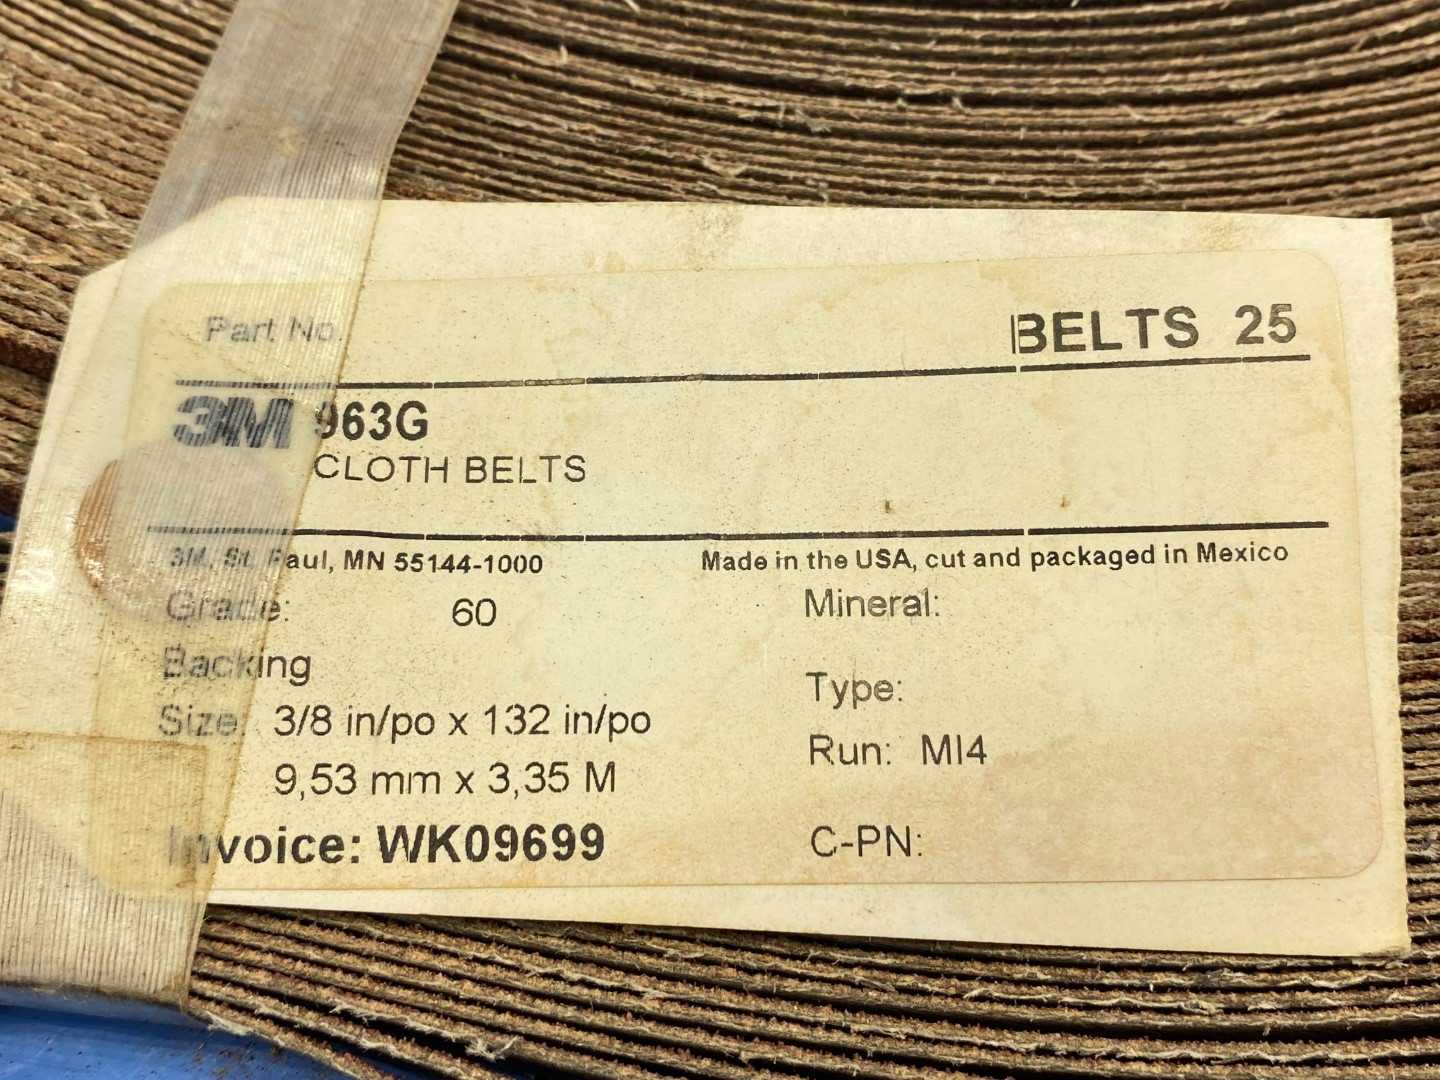 Part No.
BELTS 25
3M 963G
CLOTH BELTS
3M, St. Paul, MN 55144-1000
Made in the USA, cut and packaged in Mexico
Grade: 60
Mineral:
Backing
Type:
Size: 3/8 in/po x 132 in/po
Run: MI4
9,53 mm x 3,35 M
Invoice: WK09699
C-PN: